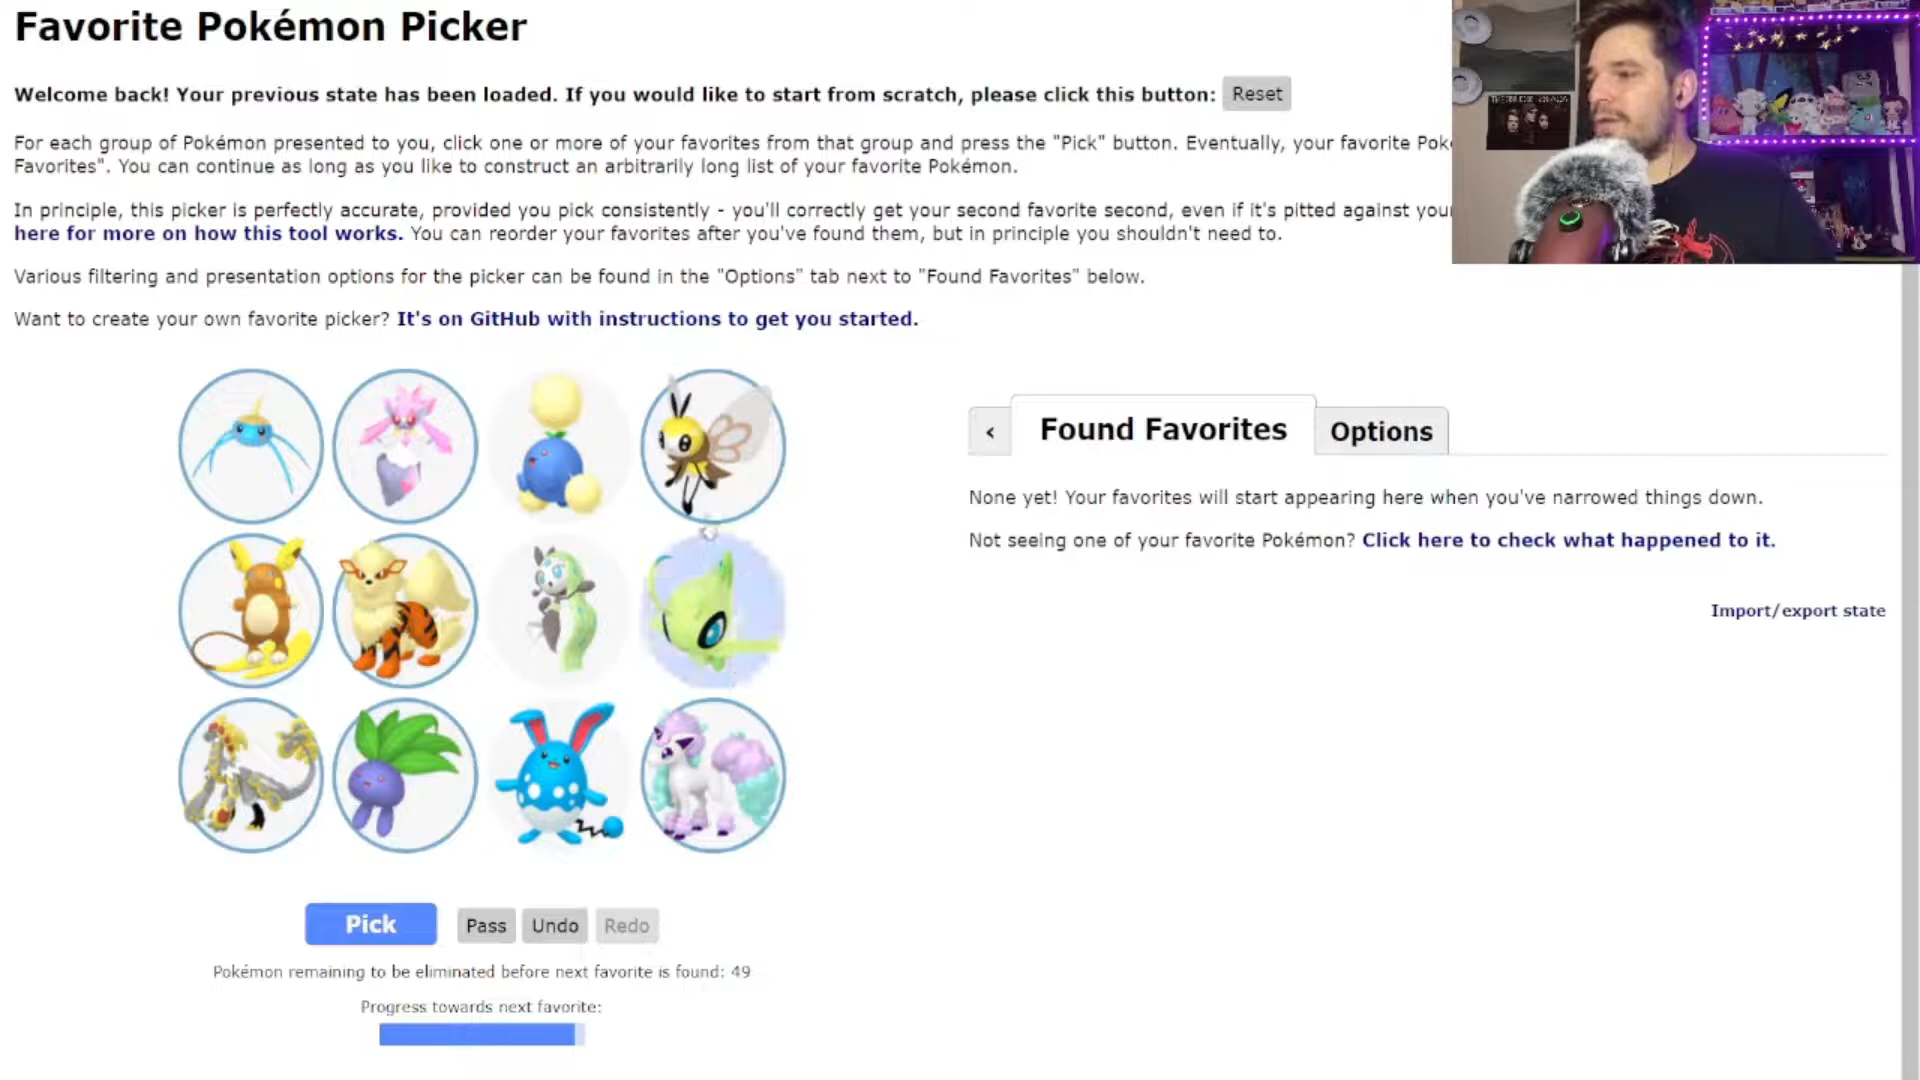 Favorite Pokémon Picker
Welcome back! Your previous state has been loaded. If you would like to start from scratch, please click this button: Reset
For each group of Pokémon presented to you, click one or more of your favorites from that group and press the "Pick" button. Eventually, your favorite
Favorites". You can continue as long as you like to construct an arbitrarily long list of your favorite Pokémon.
In principle, this picker is perfectly accurate, provided you pick consistently - you'll correctly get your second favorite second, even if it's pitted against
here for more on how this tool works. You can reorder your favorites after you've found them, but in principle you shouldn't need to.
Various filtering and presentation options for the picker can be found in the "Options" tab next to "Found Favorites" below.
Want to create your own favorite picker? It's on GitHub with instructions to get you started.
‹ Found Favorites Options
None yet! Your favorites will start appearing here when you've narrowed things down.
Not seeing one of your favorite Pokémon? Click here to check what happened to it.
Import/export state
Pick Pass Undo Redo
Pokémon remaining to be eliminated before next favorite is found: 49
Progress towards next favorite: